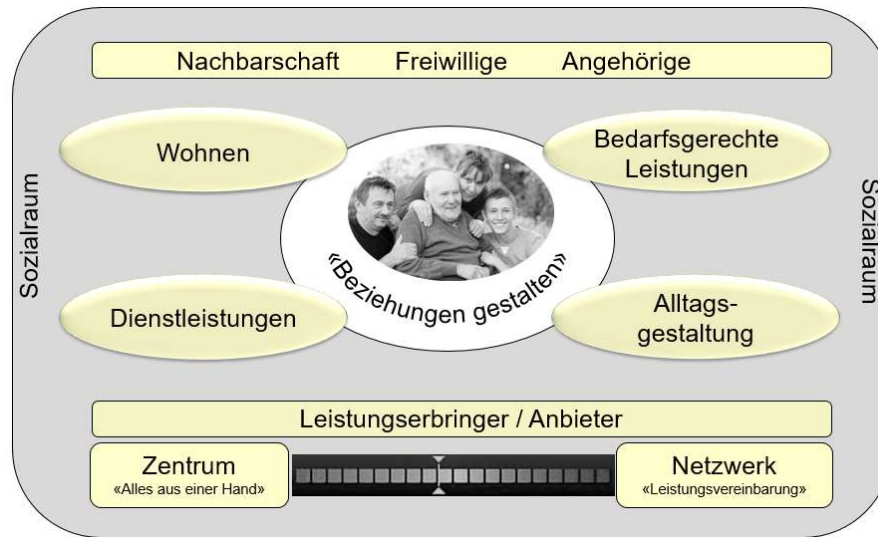 Nachbarschaft Freiwillige Angehörige
Sozialraum
Wohnen
Bedarfsgerechte
Leistungen
Sozialraum
«Beziehungen gestalten»
Dienstleistungen
Alltags-
gestaltung
Leistungserbringer / Anbieter
Zentrum
«Alles aus einer Hand»
Netzwerk
«Leistungsvereinbarung»